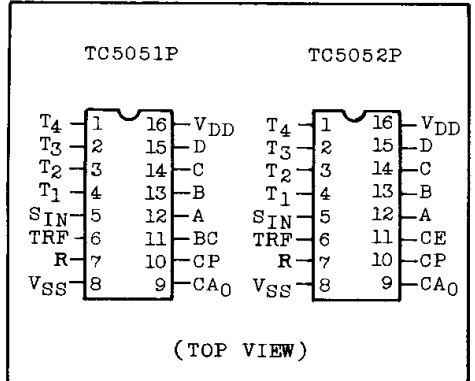 TC5051P TC5052P
T4 1 16 VDD T4 1 16 VDD
T3 2 15 D T3 2 15 D
T2 3 14 C T2 3 14 C
T1 4 13 B T1 4 13 B
SIN 5 12 A SIN 5 12 A
TRF 6 11 BC TRF 6 11 CE
R 7 10 CP R 7 10 CP
VSS 8 9 CAO VSS 8 9 CAO
(TOP VIEW)